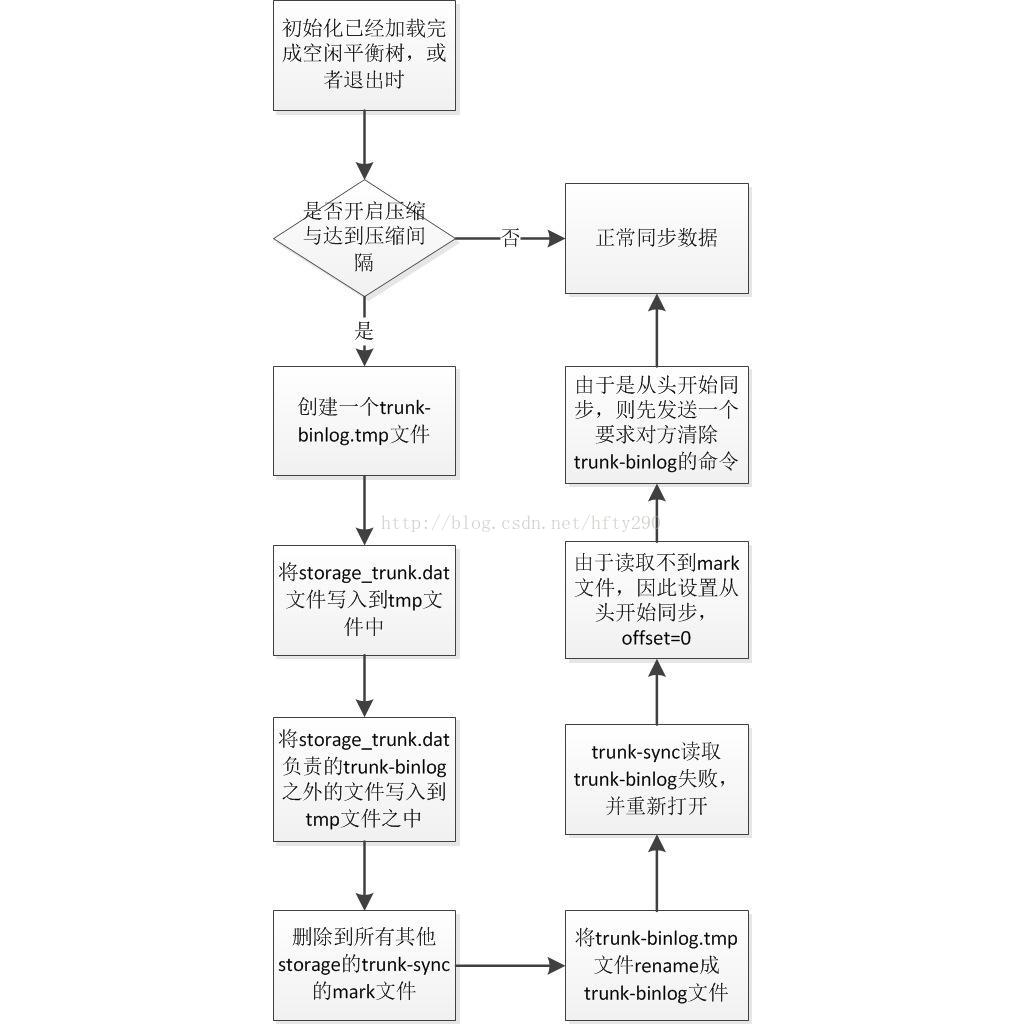 初始化已经加载完
成空闲平衡树，或
者退出时
是否开启压缩
与达到压缩间
隔
否
正常同步数据
是
创建一个trunk-
binlog.tmp文件
将storage_trunk.dat
文件写入到tmp文
件中
将storage_trunk.dat
负责的trunk-binlog
之外的文件写入到
tmp文件之中
删除到所有其他
storage的trunk-sync
的mark文件
将trunk-binlog.tmp
文件rename成
trunk-binlog文件
trunk-sync读取
trunk-binlog失败，
并重新打开
由于读取不到mark
文件，因此设置从
头开始同步，
offset=0
由于是从头开始同
步，则先发送一个
要求对方清除
trunk-binlog的命令
http://blog.csdn.net/hfty290